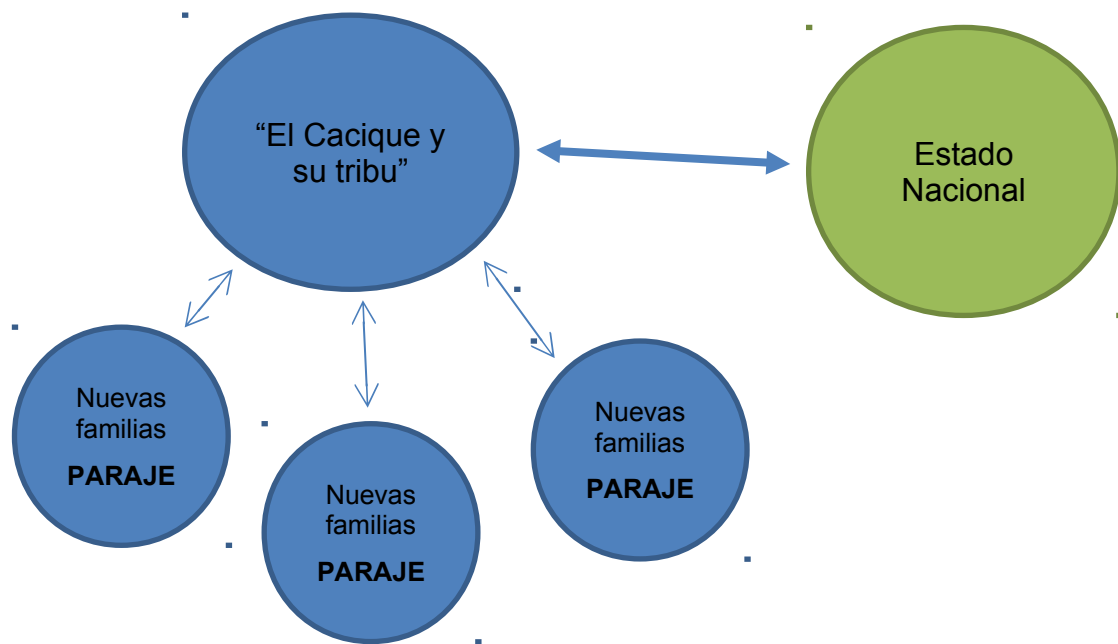 “El Cacique y
su tribu”
Estado
Nacional
Nuevas
familias
PARAJE
Nuevas
familias
PARAJE
Nuevas
familias
PARAJE